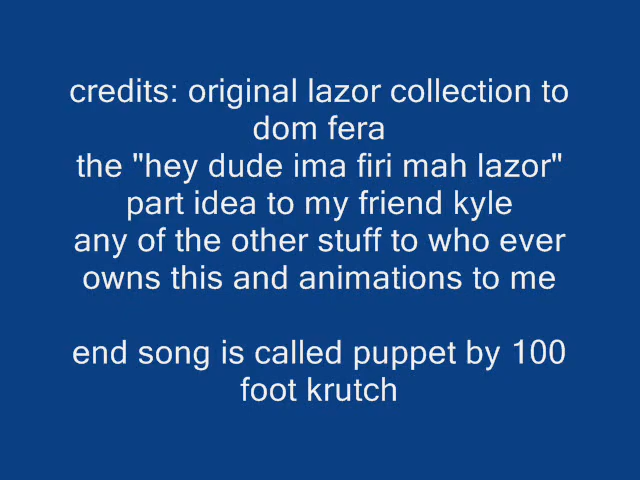 credits: original lazor collection to
dom fera
the "hey dude ima firi mah lazor"
part idea to my friend kyle
any of the other stuff to who ever
owns this and animations to me
end song is called puppet by 100
foot krutch